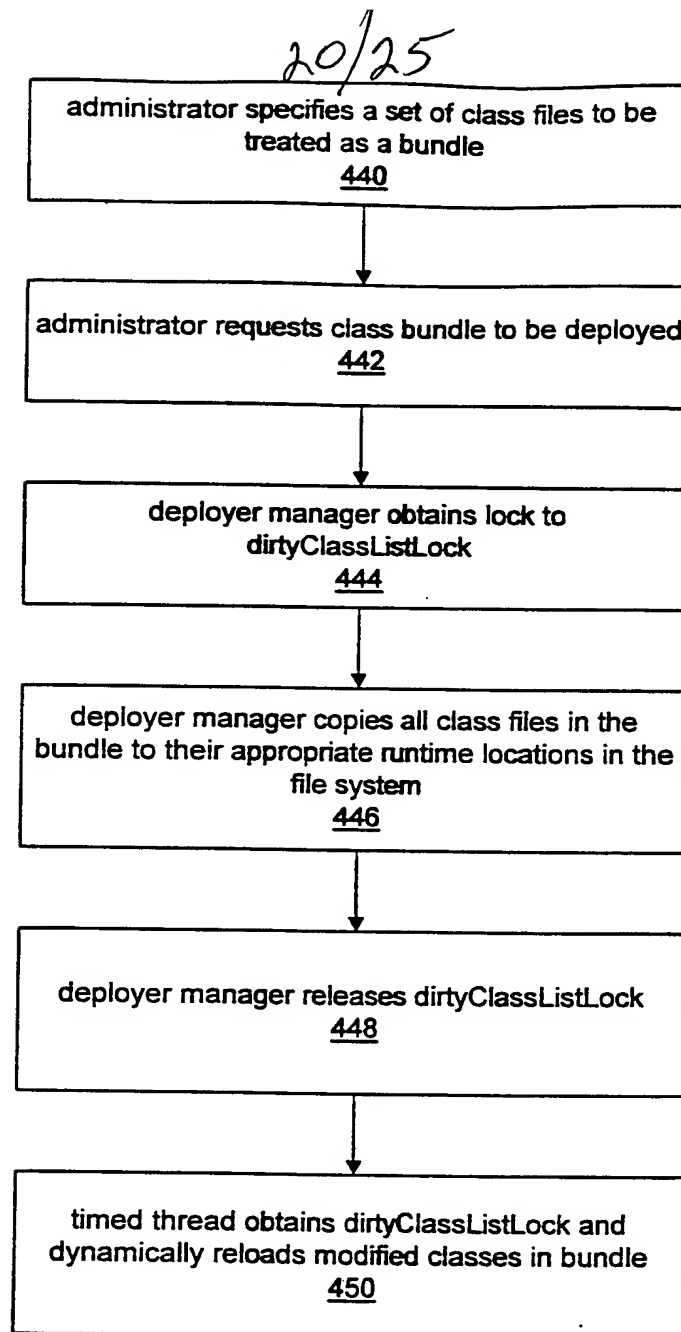 20/25
administrator specifies a set of class files to be
treated as a bundle
440
administrator requests class bundle to be deployed
442
deployer manager obtains lock to
dirtyClassListLock
444
deployer manager copies all class files in the
bundle to their appropriate runtime locations in the
file system
446
deployer manager releases dirtyClassListLock
448
timed thread obtains dirtyClassListLock and
dynamically reloads modified classes in bundle
450